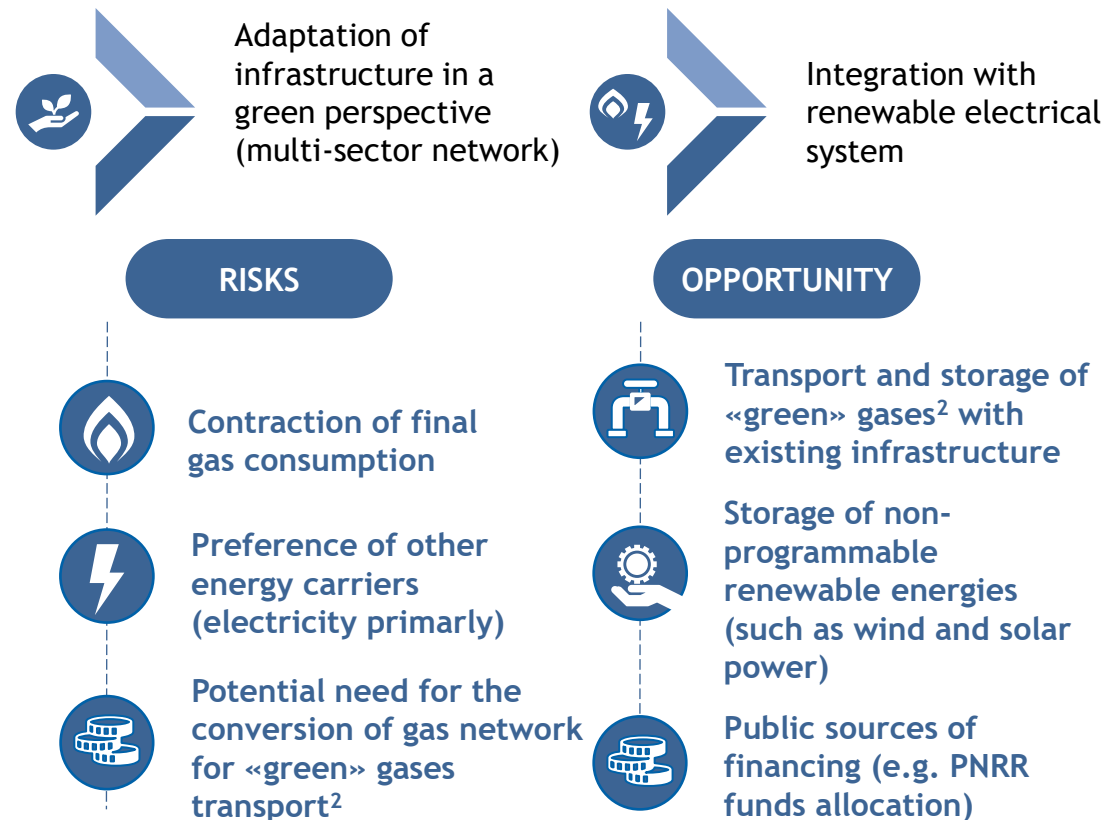 Adaptation of
infrastructure in a
green perspective
(multi-sector network)
Integration with
renewable electrical
system
RISKS
Contraction of final
gas consumption
Preference of other
energy carriers
(electricity primarly)
Potential need for the
conversion of gas network
for «green» gases
transport²
OPPORTUNITY
Transport and storage of
«green» gases² with
existing infrastructure
Storage of non-
programmable
renewable energies
(such as wind and solar
power)
Public sources of
financing (e.g. PNRR
funds allocation)